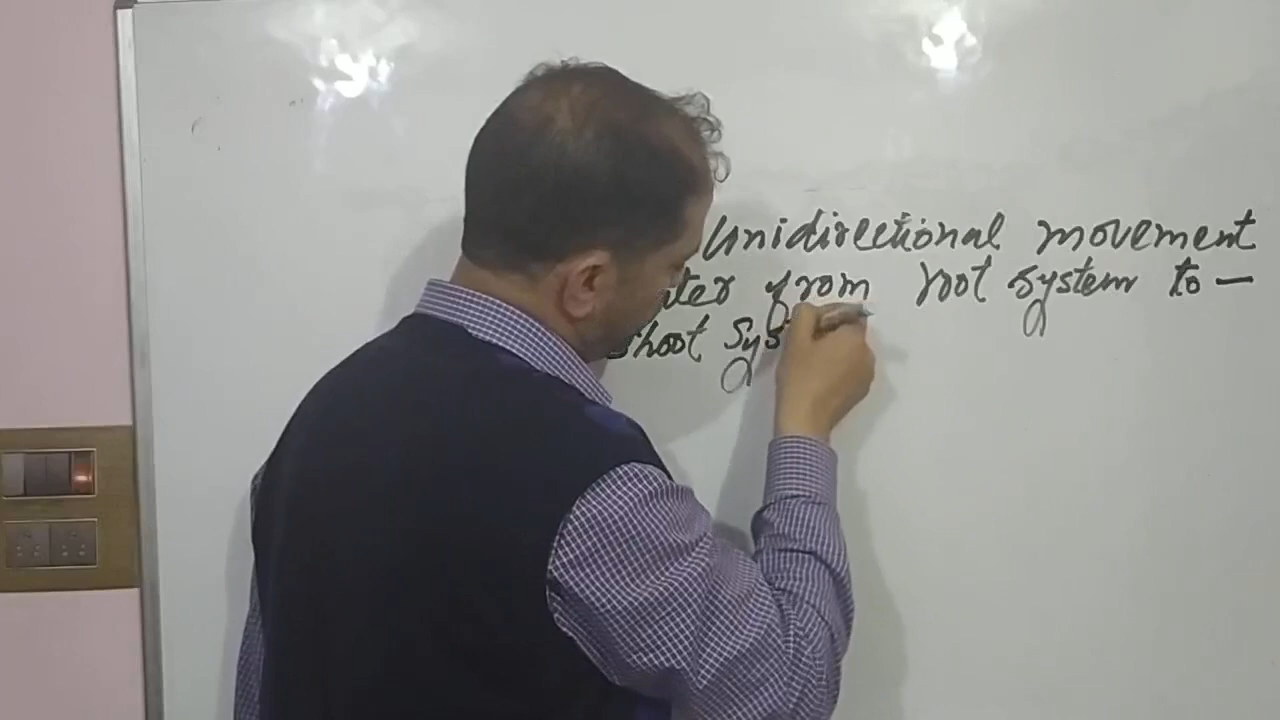 Unidirectional movement
from root system to –
shoot